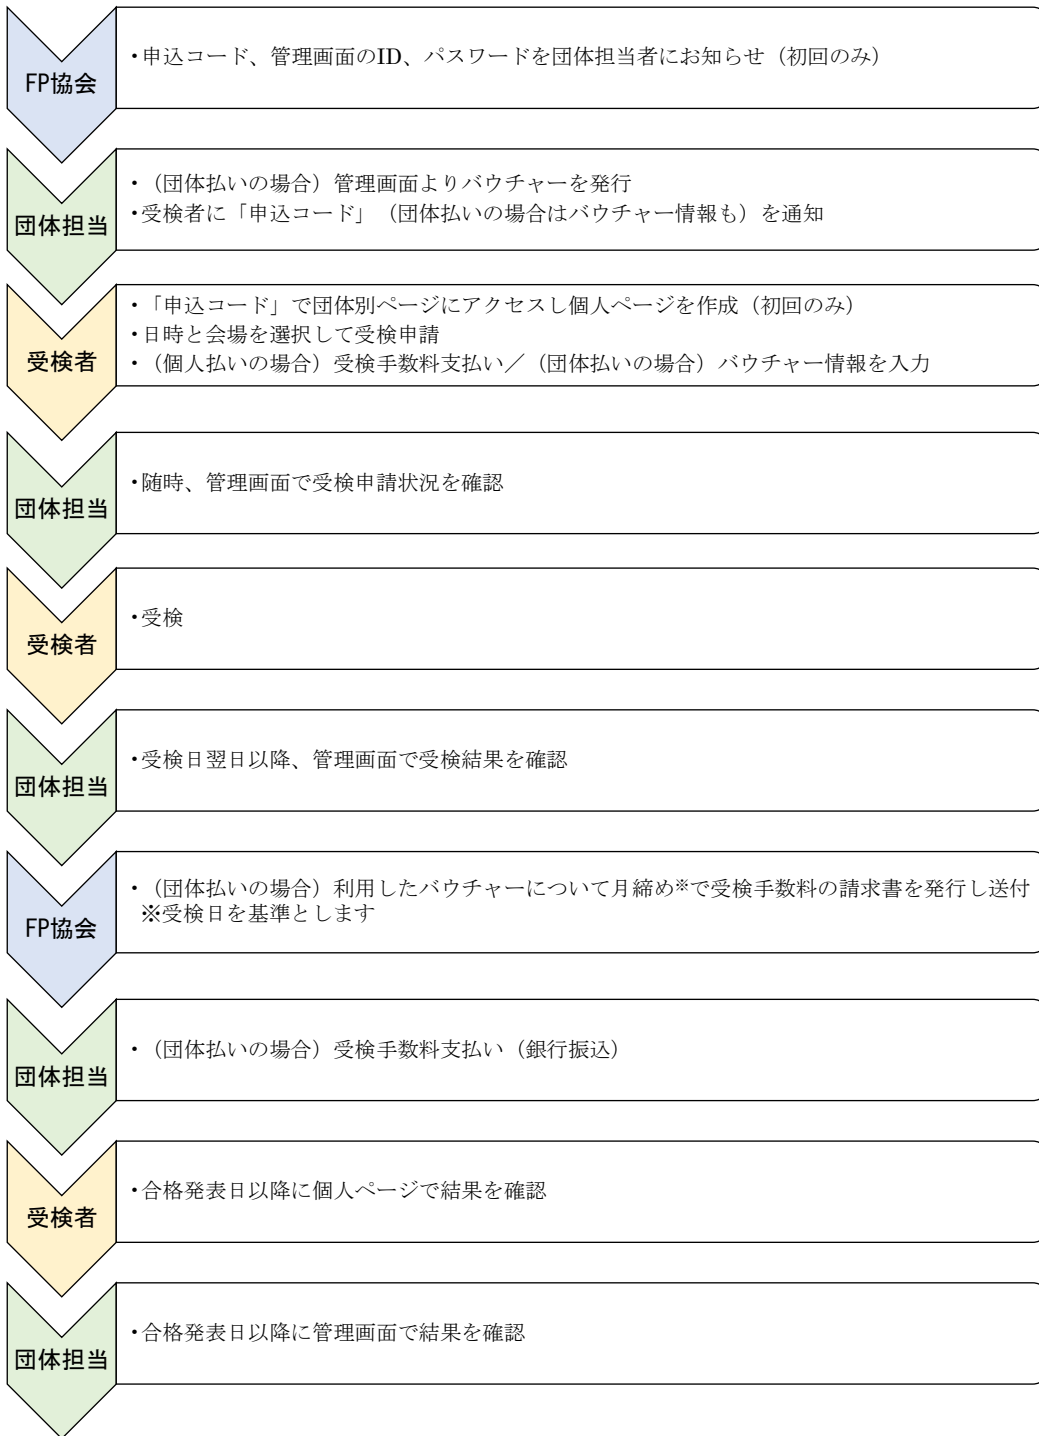 FP協会
・申込コード、管理画面のID、パスワードを団体担当者にお知らせ（初回のみ）
団体担当
・（団体払いの場合）管理画面よりバウチャーを発行
・受検者に「申込コード」（団体払いの場合はバウチャー情報も）を通知
受検者
・「申込コード」で団体別ページにアクセスし個人ページを作成（初回のみ）
・日時と会場を選択して受検申請
・（個人払いの場合）受検手数料支払い／（団体払いの場合）バウチャー情報を入力
団体担当
・随時、管理画面で受検申請状況を確認
受検者
・受検
団体担当
・受検日翌日以降、管理画面で受検結果を確認
FP協会
・（団体払いの場合）利用したバウチャーについて月締め※で受検手数料の請求書を発行し送付
※受検日を基準とします
団体担当
・（団体払いの場合）受検手数料支払い（銀行振込）
受検者
・合格発表日以降に個人ページで結果を確認
団体担当
・合格発表日以降に管理画面で結果を確認